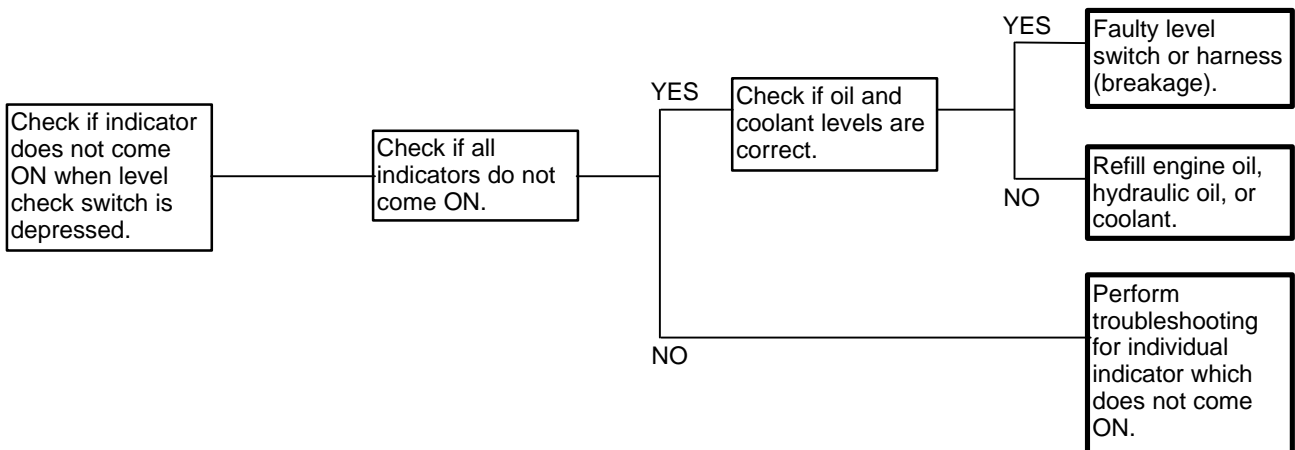 Check if indicator
does not come
ON when level
check switch is
depressed.
Check if all
indicators do not
come ON.
YES
Check if oil and
coolant levels are
correct.
YES
Faulty level
switch or harness
(breakage).
NO
Refill engine oil,
hydraulic oil, or
coolant.
NO
Perform
troubleshooting
for individual
indicator which
does not come
ON.